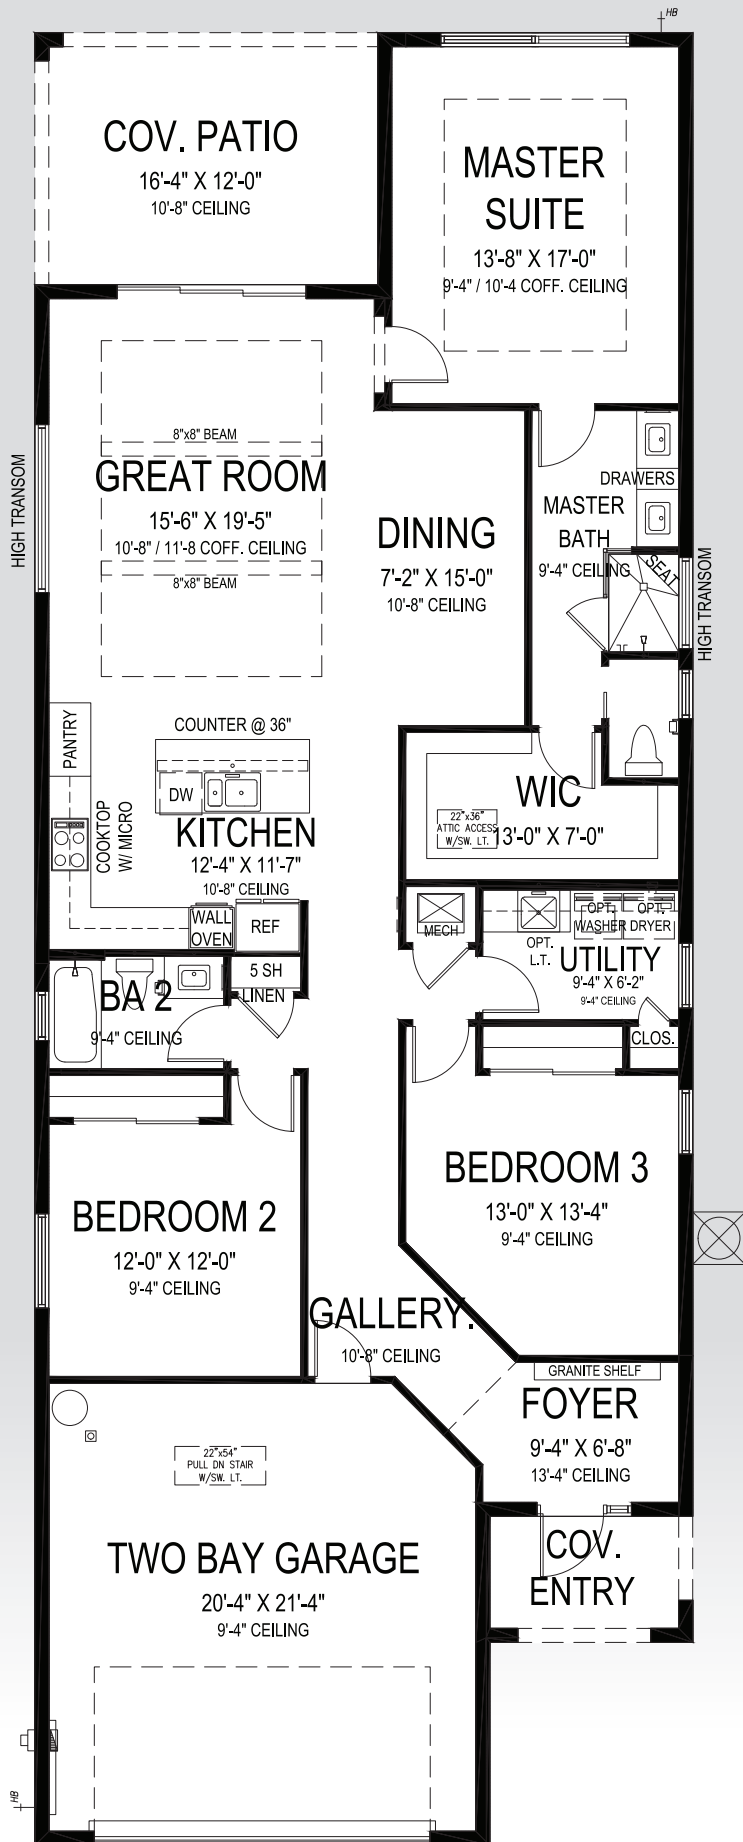 HB
COV. PATIO
16'-4" X 12'-0"
10'-8" CEILING
MASTER
SUITE
13'-8" X 17'-0"
9'-4" / 10'-4 COFF. CEILING
8"x8" BEAM
GREAT ROOM
15'-6" X 19'-5"
10'-8" / 11'-8 COFF. CEILING
8"x8" BEAM
HIGH TRANSOM
DINING
7'-2" X 15'-0"
10'-8" CEILING
DRAWERS
MASTER
BATH
9'-4" CEILING
SEAT
HIGH TRANSOM
PANTRY
COUNTER @ 36"
DW
COOKTOP
W/ MICRO
KITCHEN
12'-4" X 11'-7"
10'-8" CEILING
WALL
OVEN
REF
WIC
13'-0" X 7'-0"
22"x36"
ATTIC ACCESS
W/SW. LT.
MECH
OPT.
WASHER
OPT.
DRYER
OPT.
L.T.
UTILITY
9'-4" X 6'-2"
9'-4" CEILING
CLOS.
5 SH
LINEN
BA 2
9'-4" CEILING
BEDROOM 3
13'-0" X 13'-4"
9'-4" CEILING
BEDROOM 2
12'-0" X 12'-0"
9'-4" CEILING
GALLERY.
10'-8" CEILING
GRANITE SHELF
FOYER
9'-4" X 6'-8"
13'-4" CEILING
22"x54"
PULL DN STAIR
W/SW. LT.
COV.
ENTRY
TWO BAY GARAGE
20'-4" X 21'-4"
9'-4" CEILING
HB